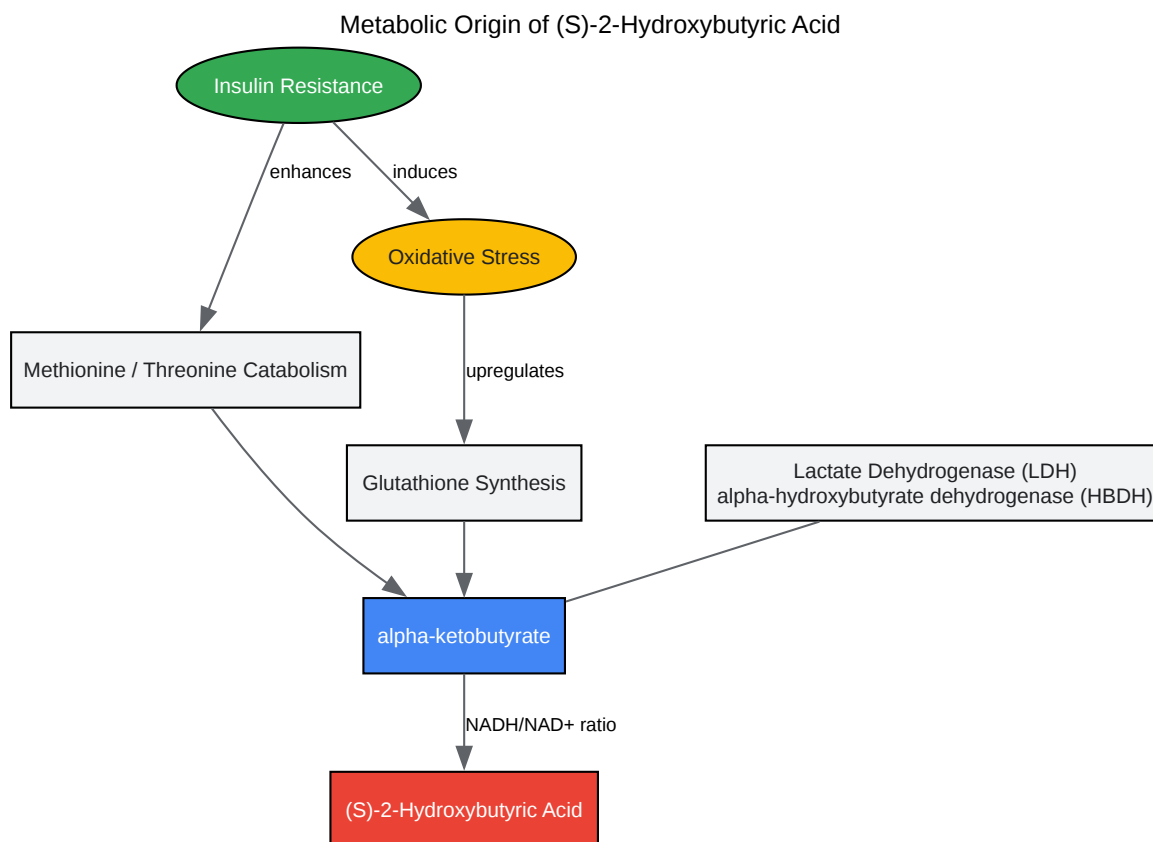 Metabolic Origin of (S)-2-Hydroxybutyric Acid
Insulin Resistance
enhances
induces
Oxidative Stress
Methionine / Threonine Catabolism
upregulates
Glutathione Synthesis
Lactate Dehydrogenase (LDH)
alpha-hydroxybutyrate dehydrogenase (HBDH)
alpha-ketobutyrate
NADH/NAD+ ratio
(S)-2-Hydroxybutyric Acid